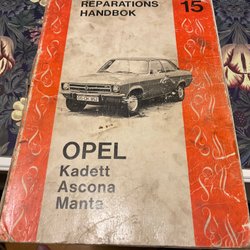 REPARATIONS
HANDBOK
15
OPEL
Kadett
Ascona
Manta